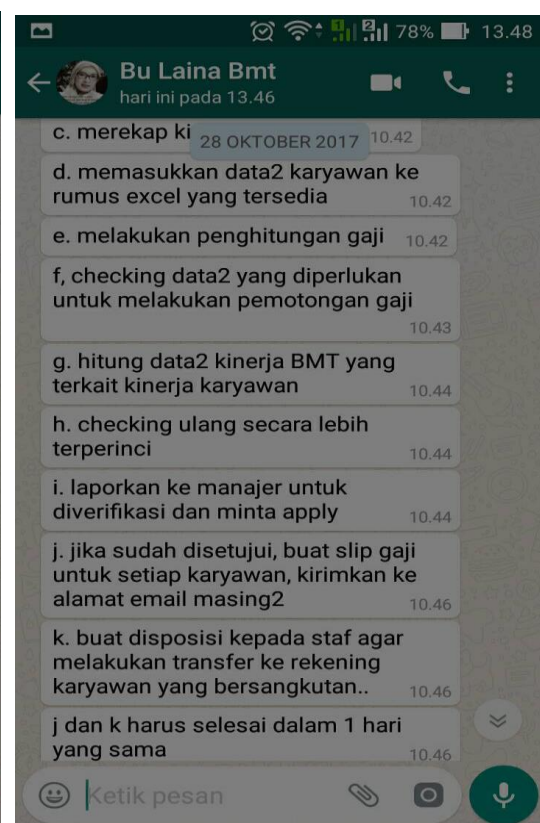 78% 13.48
Bu Laina Bmt
hari ini pada 13.46
c. merekap ki
28 OKTOBER 2017
10.42
d. memasukkan data2 karyawan ke
rumus excel yang tersedia
10.42
e. melakukan penghitungan gaji 10.42
f, checking data2 yang diperlukan
untuk melakukan pemotongan gaji
10.43
g. hitung data2 kinerja BMT yang
terkait kinerja karyawan
10.44
h. checking ulang secara lebih
terperinci
10.44
i. laporkan ke manajer untuk
diverifikasi dan minta apply
10.44
j. jika sudah disetujui, buat slip gaji
untuk setiap karyawan, kirimkan ke
alamat email masing2
10.46
k. buat disposisi kepada staf agar
melakukan transfer ke rekening
karyawan yang bersangkutan..
10.46
j dan k harus selesai dalam 1 hari
yang sama
10.46
Ketik pesan